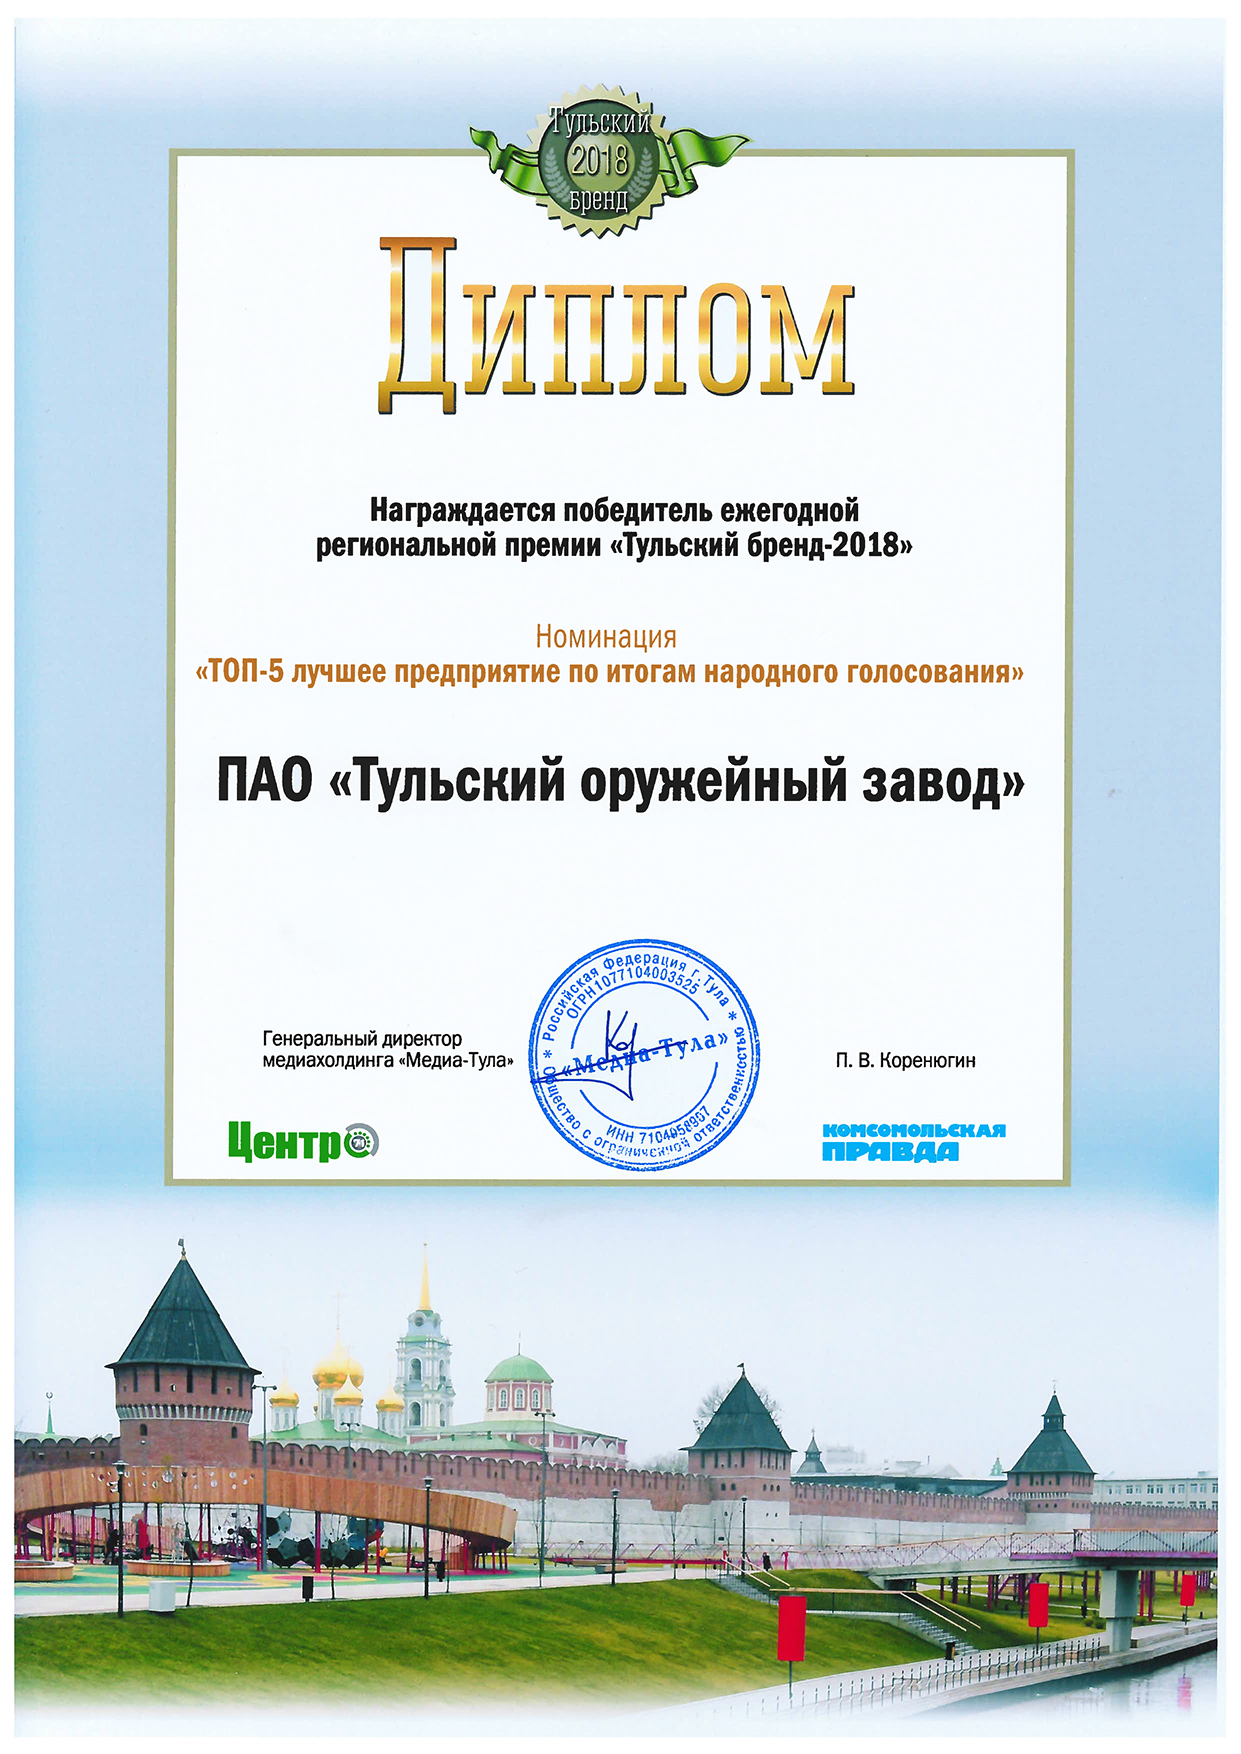 Тульский
2018
бренд
Диплом
Награждается победитель ежегодной
региональной премии «Тульский бренд-2018»
Номинация
«ТОП-5 лучшее предприятие по итогам народного голосования»
ПАО «Тульский оружейный завод»
Генеральный директор
медиахолдинга «Медиа-Тула»
* Российская Федерация г. Тула *
ОГРН1077104003525
«Медиа-Тула»
ИНН 7104058907
Общество с ограниченной ответственностью
П. В. Коренюгин
Центр 71
КОМСОМОЛЬСКАЯ
ПРАВДА